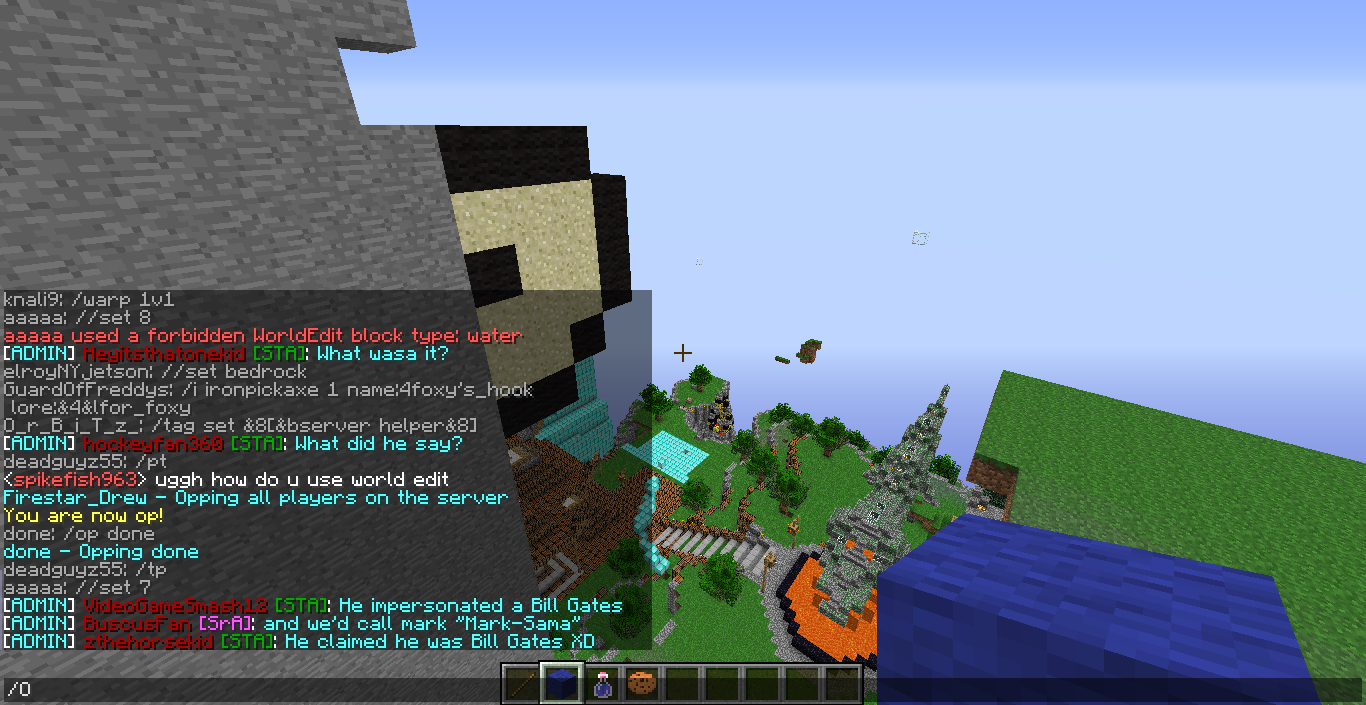 knali9: /warp 1v1
aaaaa: //set 8
aaaaa used a forbidden WorldEdit block type: water
[ADMIN] Heyitsthatonekid [STA]: What wasa it?
elroyNY.jetson: //set bedrock
GuardOfFreddys: /i ironpickaxe 1 name:4foxy's_hook
lore:&4&lfor_foxy
O_r_B_i_T_z_: /tag set &8[&bserver helper&8]
[ADMIN] hockeyfan360 [STA]: What did he say?
deadguyz55: /pt
<spikefish963> uggh how do u use world edit
Firestar_Drew - Opping all players on the server
You are now op!
done: /op done
done - Opping done
deadguyz55: /tp
aaaaa: //set 7
[ADMIN] VideoGameSmash12 [STA]: He impersonated a Bill Gates
[ADMIN] BuscusFan [SrA]: and we'd call mark "Mark-Sama"
[ADMIN] zthehorsekid [STA]: He claimed he was Bill Gates XD
/O